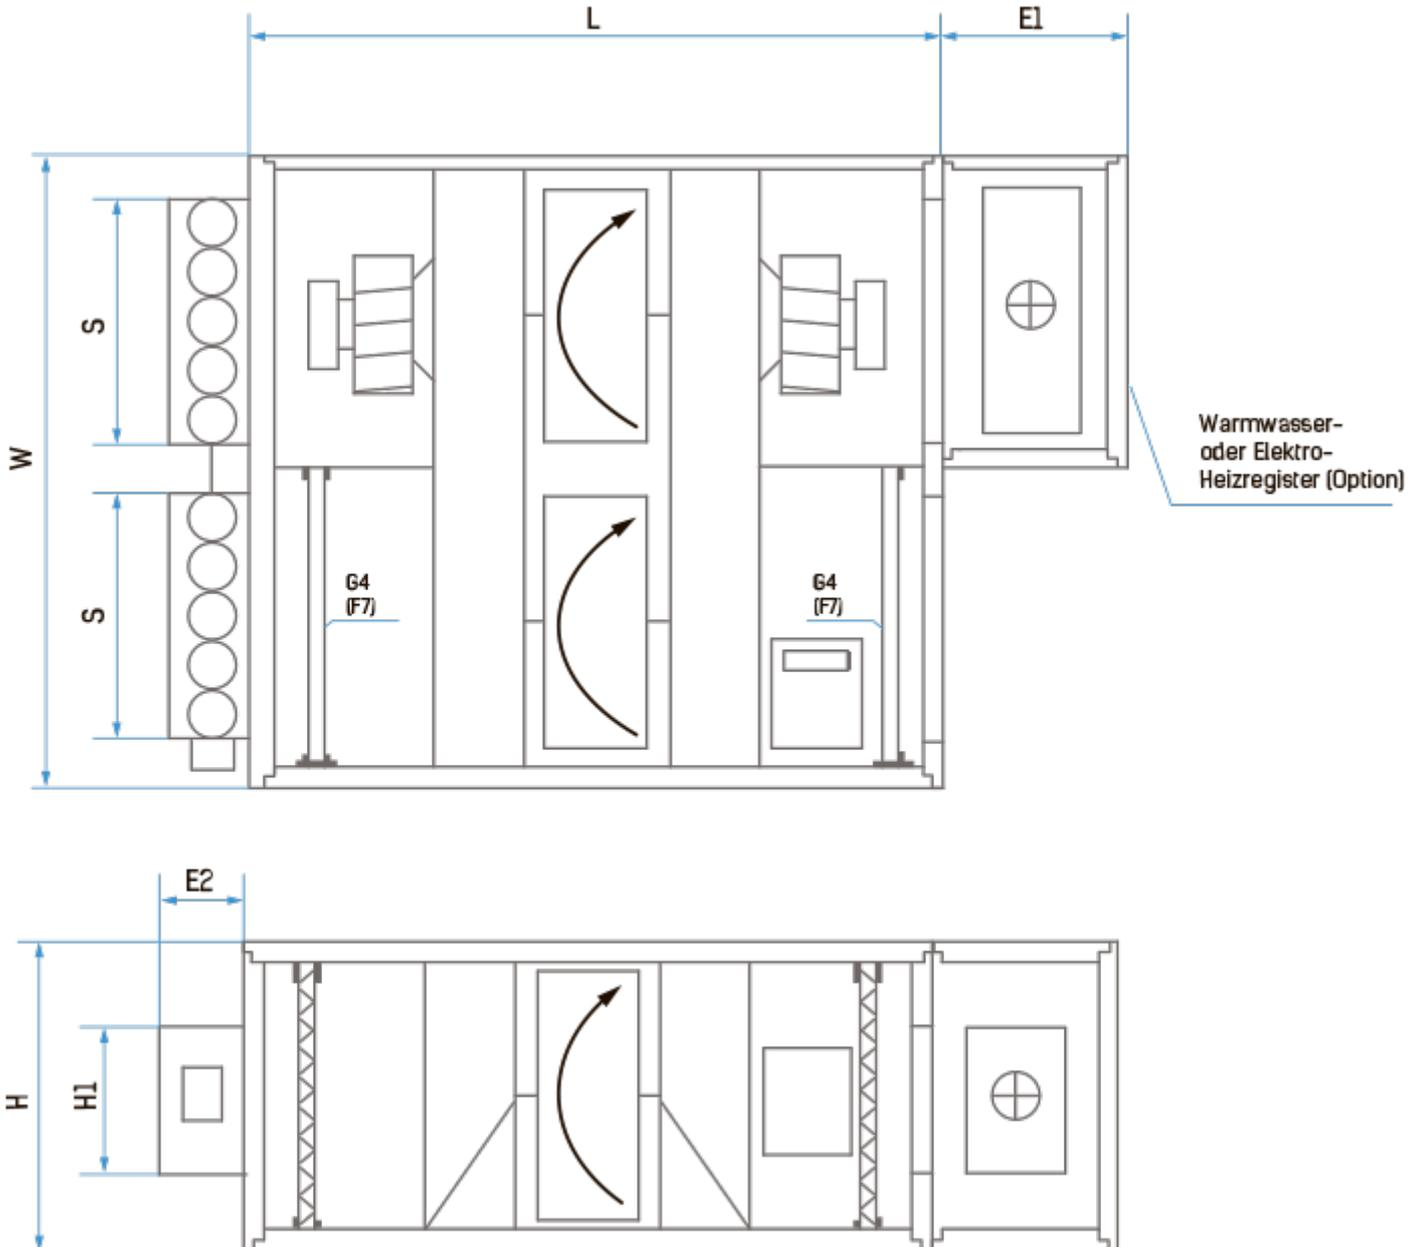 L
E1
S
W
Warmwasser-
oder Elektro-
Heizregister (Option)
G4
(F7)
G4
(F7)
S
E2
H
H1